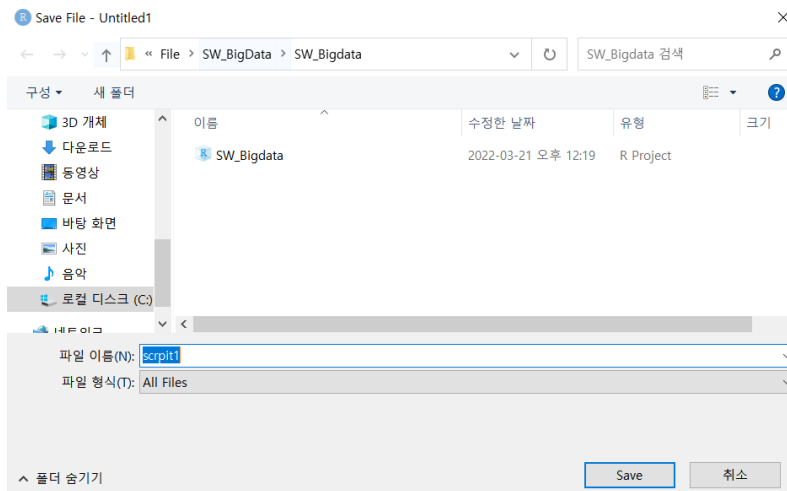 Save File - Untitled1
« File > SW_BigData > SW_Bigdata
SW_Bigdata 검색
구성
새 폴더
이름
수정한 날짜
유형
크기
3D 개체
다운로드
동영상
문서
바탕 화면
사진
음악
로컬 디스크 (C:)
네트워크
SW_Bigdata
2022-03-21 오후 12:19
R Project
파일 이름(N): scrpit1
파일 형식(T): All Files
폴더 숨기기
Save
취소